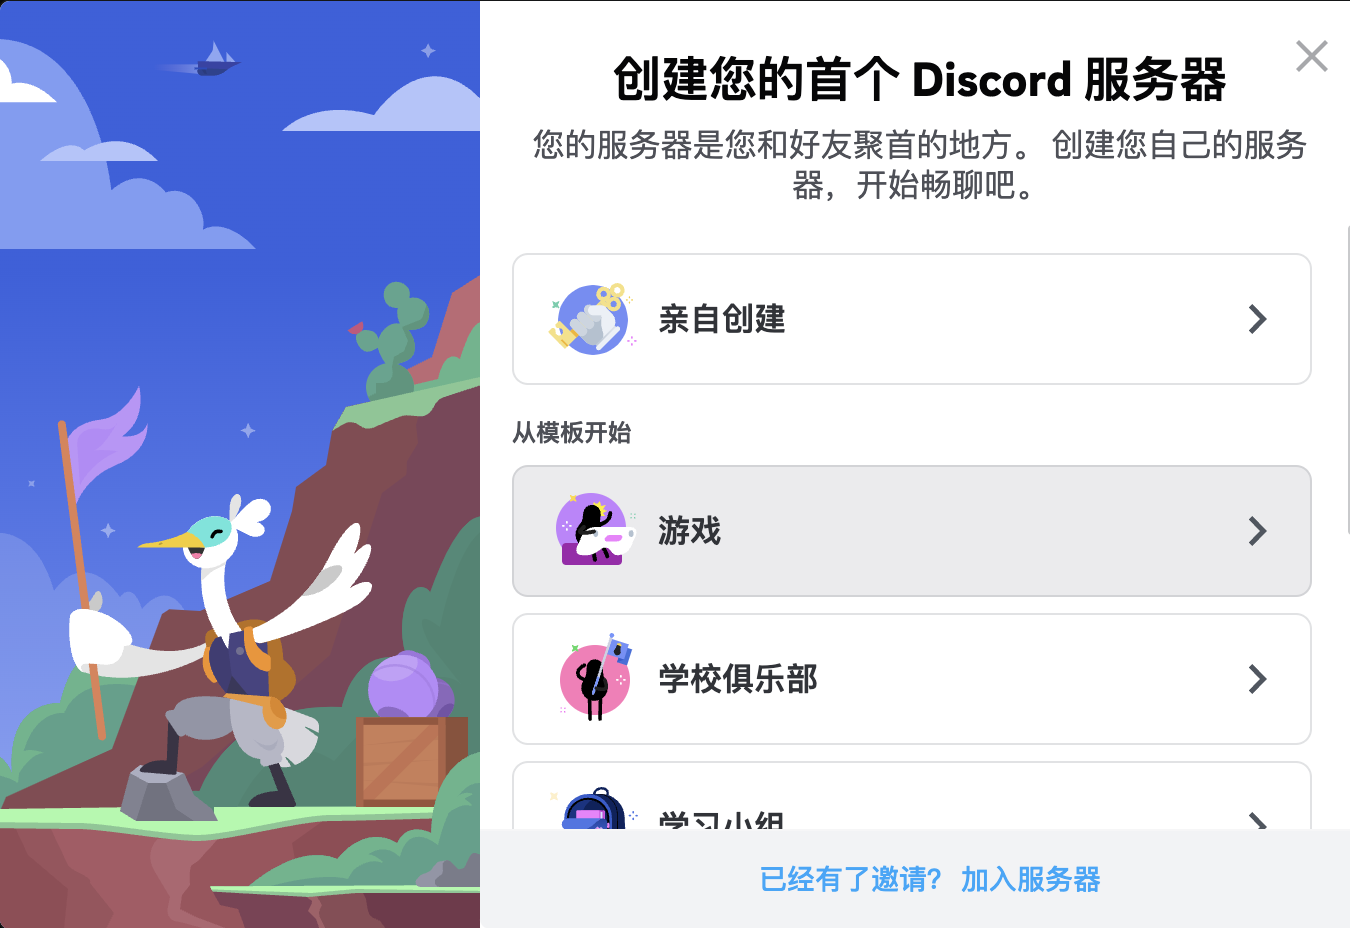 创建您的首个 Discord 服务器
您的服务器是您和好友聚首的地方。 创建您自己的服务
器，开始畅聊吧。
亲自创建
从模板开始
游戏
学校俱乐部
学习小组
已经有了邀请？ 加入服务器